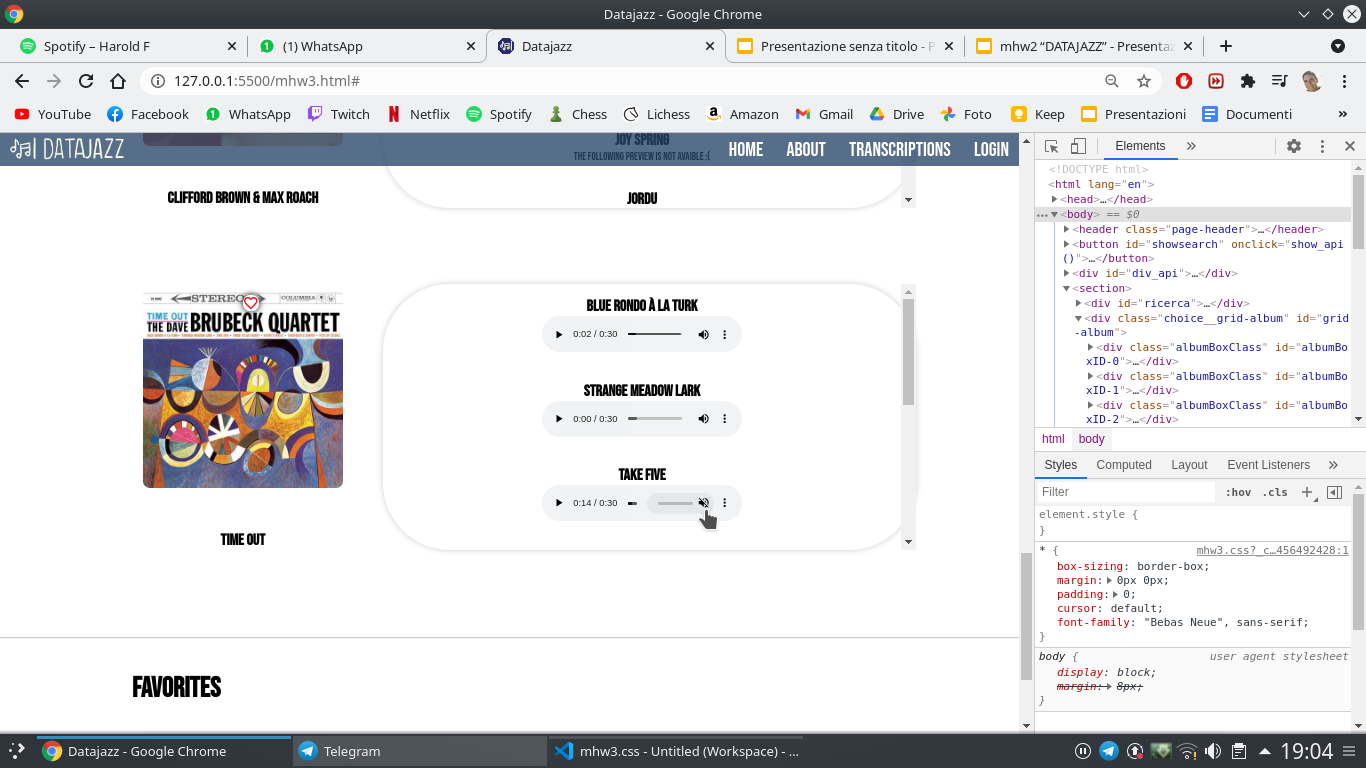 Datajazz - Google Chrome
Spotify – Harold F
(1) WhatsApp
Datajazz
Presentazione senza titolo - P
mhw2 “DATAJAZZ” - Presentaz
127.0.0.1:5500/mhw3.html#
YouTube Facebook WhatsApp Twitch Netflix Spotify Chess Lichess Amazon Gmail Drive Foto Keep Presentazioni Documenti
DATAJAZZ
JOY SPRING
THE FOLLOWING PREVIEW IS NOT AVAIBLE :(
HOME ABOUT TRANSCRIPTIONS LOGIN
CLIFFORD BROWN & MAX ROACH
JORDU
STEREO
COLUMBIA
TIME OUT
THE DAVE BRUBECK QUARTET
BLUE RONDO À LA TURK
0:02 / 0:30
STRANGE MEADOW LARK
0:00 / 0:30
TAKE FIVE
0:14 / 0:30
TIME OUT
FAVORITES
Elements
<!DOCTYPE html>
<html lang="en">
<head>…</head>
<body> == $0
<header class="page-header">…</header>
<button id="showsearch" onclick="show_api
()">…</button>
<div id="div_api">…</div>
<section>
<div id="ricerca">…</div>
<div class="choice__grid-album" id="grid
-album">
<div class="albumBoxClass" id="albumBo
xID-0">…</div>
<div class="albumBoxClass" id="albumBo
xID-1">…</div>
<div class="albumBoxClass" id="albumBo
xID-2">…</div>
html body
Styles Computed Layout Event Listeners
Filter
:hov .cls
element.style {
}
* {
mhw3.css?_c…456492428:1
box-sizing: border-box;
margin: 0px 0px;
padding: 0;
cursor: default;
font-family: "Bebas Neue", sans-serif;
}
body {
user agent stylesheet
display: block;
margin: 8px;
}
Datajazz - Google Chrome
Telegram
mhw3.css - Untitled (Workspace) - ...
19:04